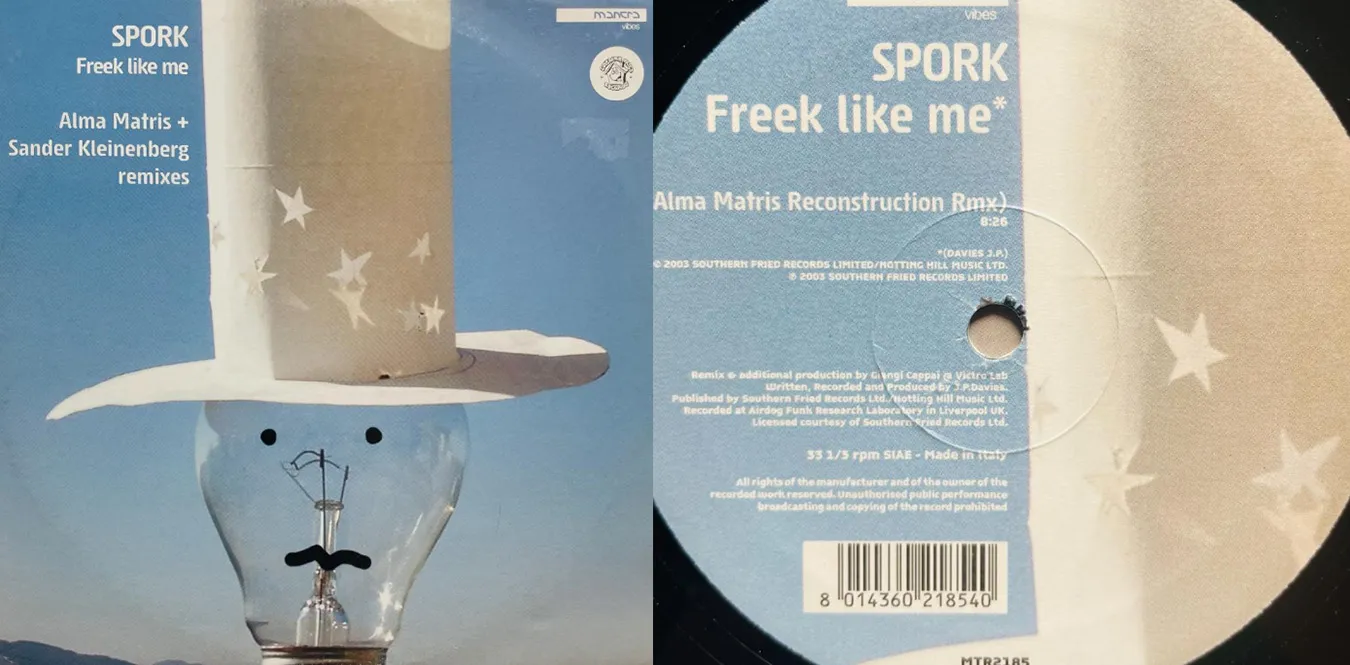 SPORK
Freek like me
Alma Matris +
Sander Kleinenberg
remixes
mantra
vibes
vibes
SPORK
Freek like me*
Alma Matris Reconstruction Rmx)
8:26
*(DAVIES J.P.)
© 2003 SOUTHERN FRIED RECORDS LIMITED/NOTTING HILL MUSIC LTD.
℗ 2003 SOUTHERN FRIED RECORDS LIMITED
Remix & additional production by Giangi Cappai @ Victro Lab
Written, Recorded and Produced by J.P.Davies.
Published by Southern Fried Records Ltd./Notting Hill Music Ltd.
Recorded at Airdog Funk Research Laboratory in Liverpool UK.
Licensed courtesy of Southern Fried Records Ltd.
33 1/3 rpm SIAE - Made in Italy
All rights of the manufacturer and of the owner of the
recorded work reserved. Unauthorised public performance
broadcasting and copying of the record prohibited
8 014360 218540
MTR2185